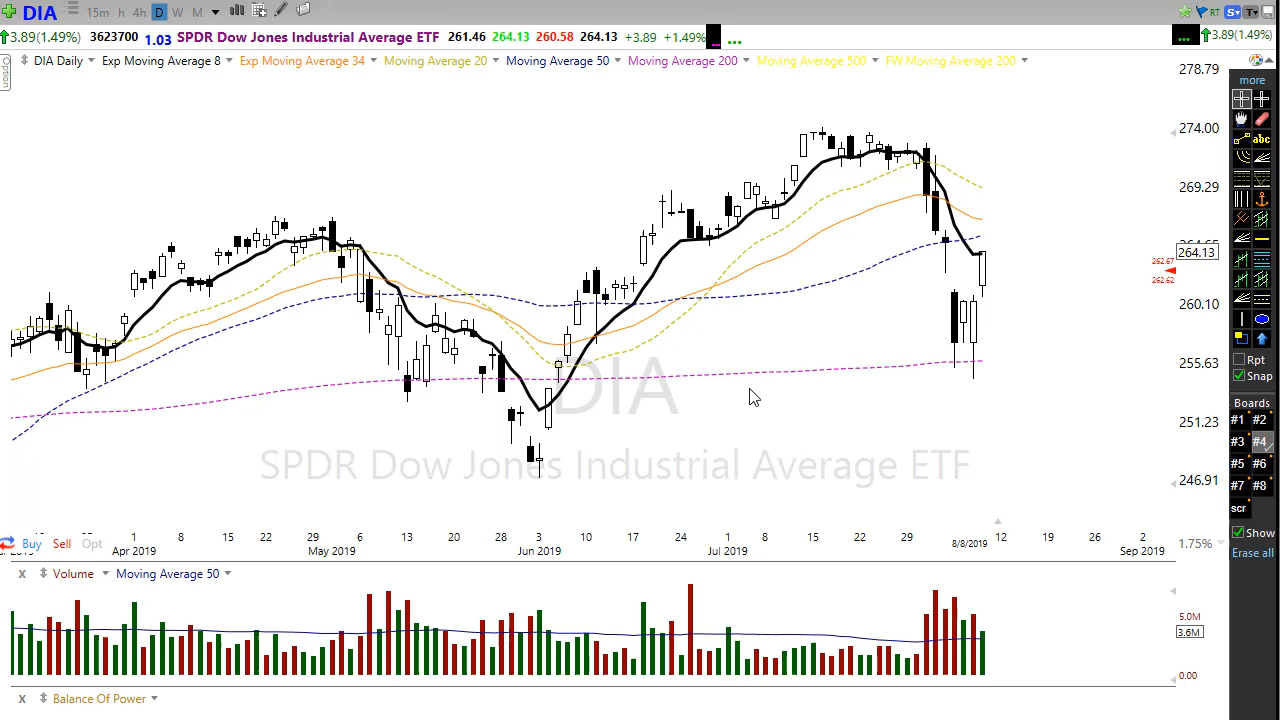 DIA 15m h 4h D W M RT S T
3.89(1.49%) 3623700 1.03 SPDR Dow Jones Industrial Average ETF 261.46 264.13 260.58 264.13 +3.89 +1.49% ... ... ... 3.89(1.49%)
Option
DIA Daily Exp Moving Average 8 Exp Moving Average 34 Moving Average 20 Moving Average 50 Moving Average 200 Moving Average 500 FW Moving Average 200
278.79
274.00
269.29
264.13
262.67
262.62
260.10
255.63
251.23
246.91
DIA
SPDR Dow Jones Industrial Average ETF
1 8 15 22 29 6 13 20 28 3 10 17 24 1 8 15 22 29 12 19 26 2
Apr 2019 May 2019 Jun 2019 Jul 2019 8/8/2019 Sep 2019
Buy Sell Opt
1.75%
X Volume Moving Average 50
5.0M
3.6M
0.00
X Balance Of Power
more
abc
Rpt
Snap
Boards
#1 #2
#3 #4
#5 #6
#7 #8
scr
Show
Erase all